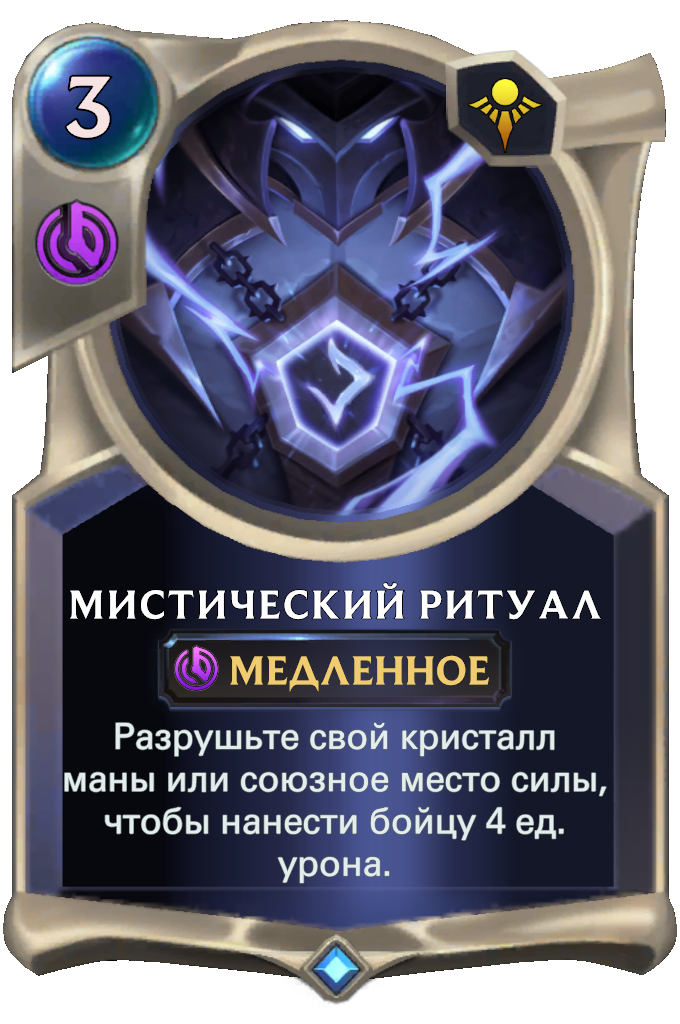 3
МИСТИЧЕСКИЙ РИТУАЛ
МЕДЛЕННОЕ
Разрушьте свой кристалл
маны или союзное место силы,
чтобы нанести бойцу 4 ед.
урона.